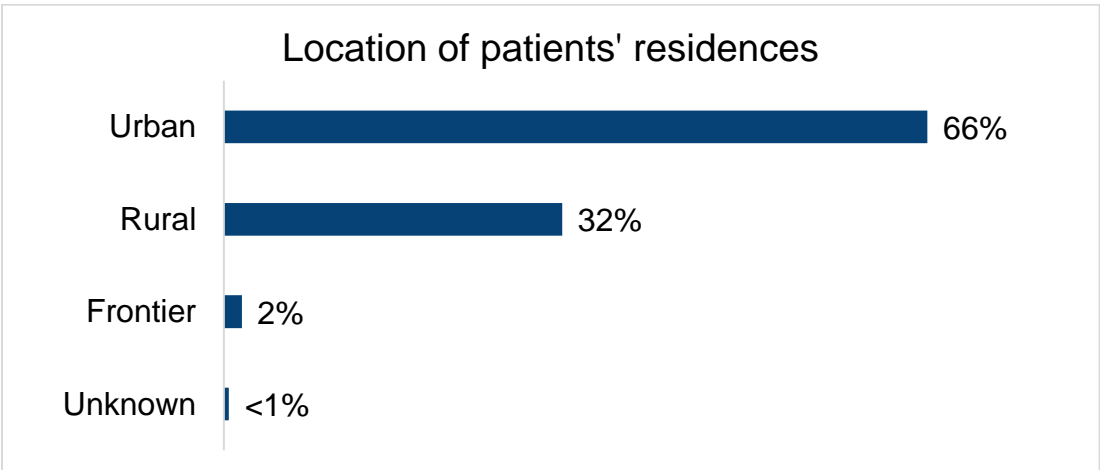 Location of patients' residences
Urban 66%
Rural 32%
Frontier 2%
Unknown <1%